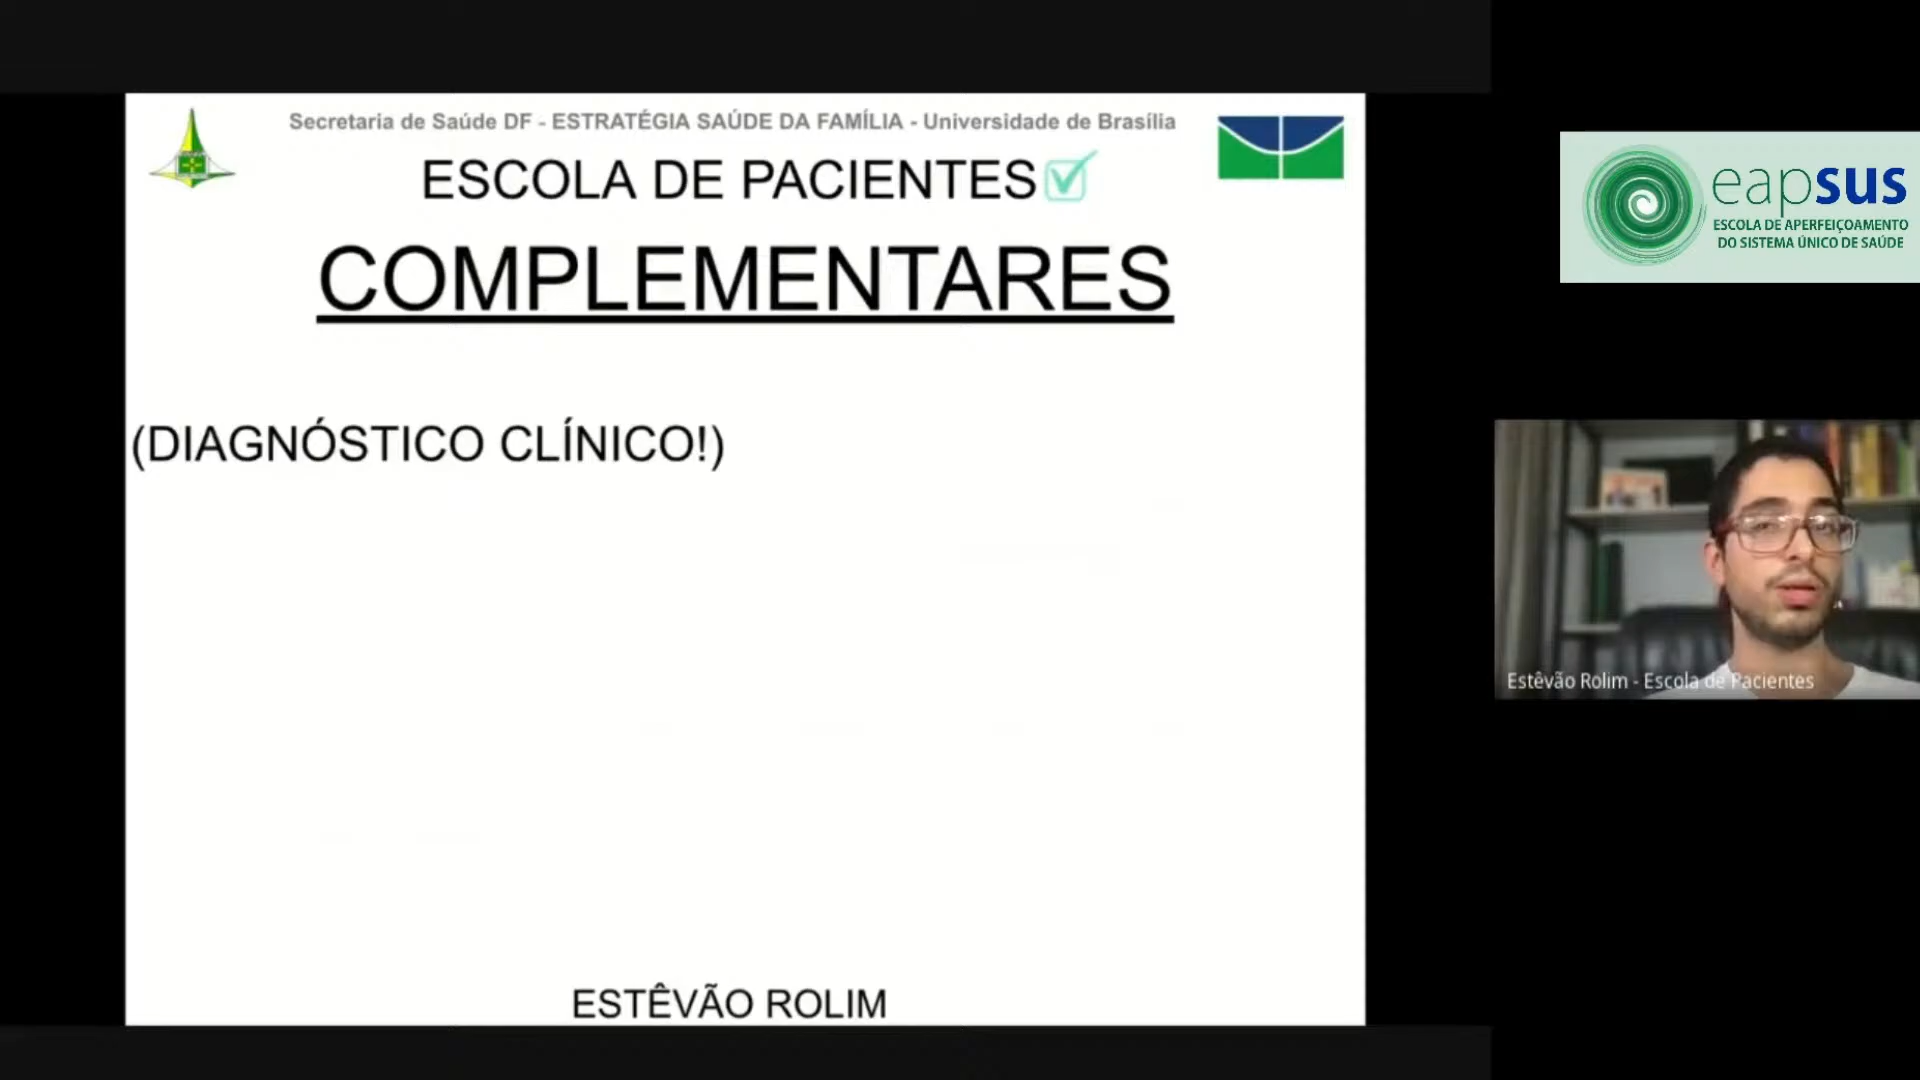 Secretaria de Saúde DF - ESTRATÉGIA SAÚDE DA FAMÍLIA - Universidade de Brasília
ESCOLA DE PACIENTES
COMPLEMENTARES
(DIAGNÓSTICO CLÍNICO!)
ESTÊVÃO ROLIM
eapsus
ESCOLA DE APERFEIÇOAMENTO
DO SISTEMA ÚNICO DE SAÚDE
Estêvão Rolim - Escola de Pacientes